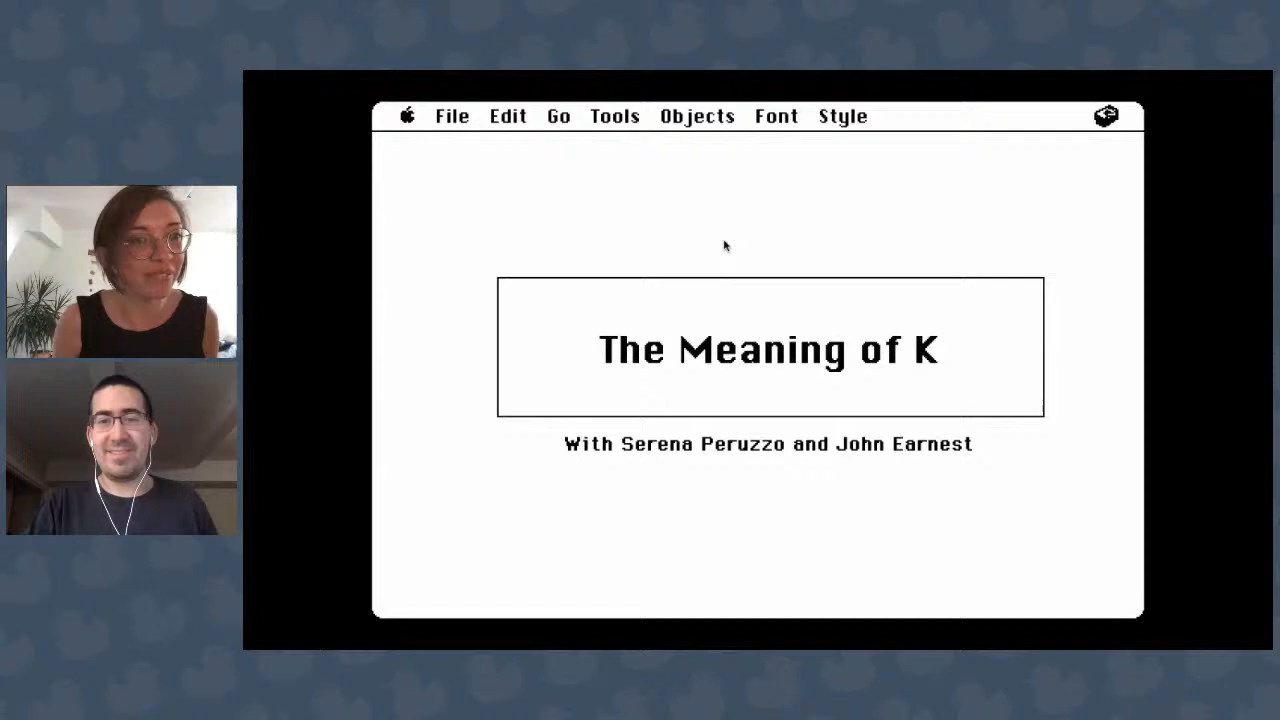 File Edit Go Tools Objects Font Style
The Meaning of K
With Serena Peruzzo and John Earnest